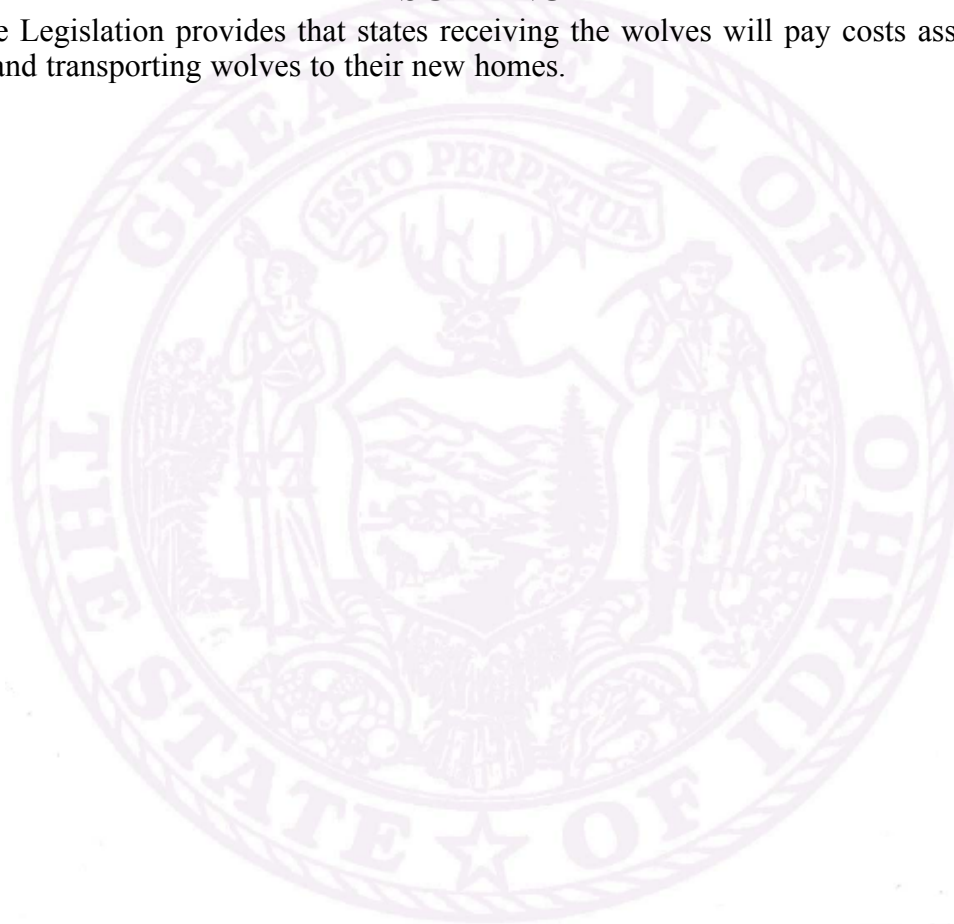 e Legislation provides that states receiving the wolves will pay costs ass
and transporting wolves to their new homes.
GREAT SEAL OF
ESTO PERPETUA
THE STATE ☆ OF IDAHO